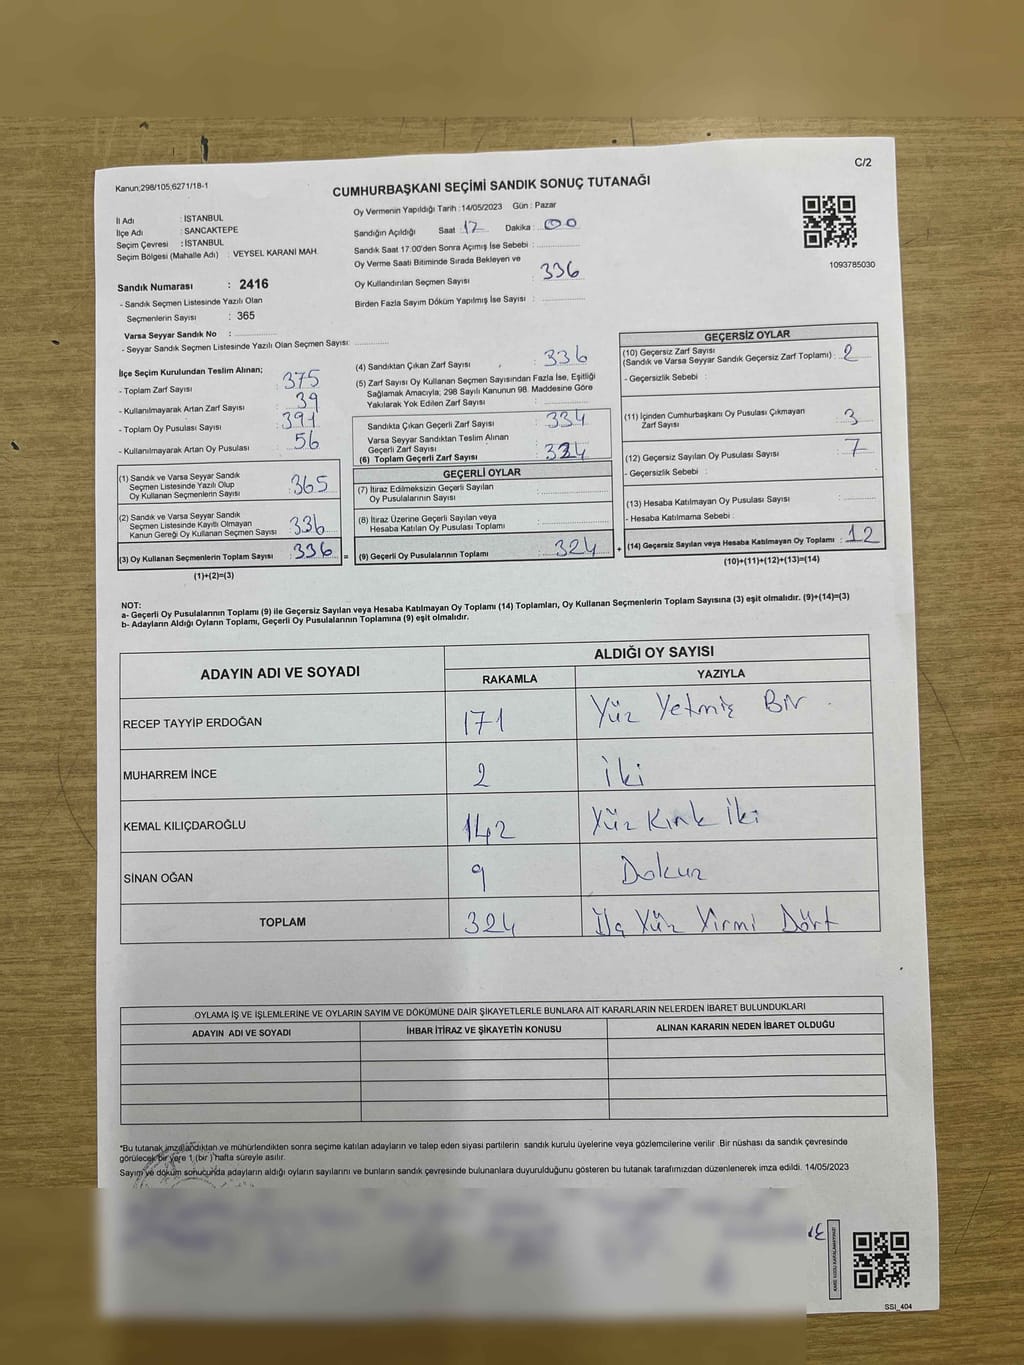 C/2
Kanun;298/105,6271/18-1
CUMHURBAŞKANI SEÇİMİ SANDIK SONUÇ TUTANAĞI
İl Adı : İSTANBUL
İlçe Adı : SANCAKTEPE
Seçim Çevresi : İSTANBUL
Seçim Bölgesi (Mahalle Adı) : VEYSEL KARANİ MAH.
Oy Vermenin Yapıldığı Tarih :14/05/2023 Gün : Pazar
Sandığın Açıldığı Saat 17 Dakika : 00
Sandık Saat 17:00'den Sonra Açımış İse Sebebi :
Oy Verme Saati Bitiminde Sırada Bekleyen ve
Oy Kullandırılan Seçmen Sayısı : 336
Birden Fazla Sayım Döküm Yapılmış İse Sayısı :
1093785030
Sandık Numarası : 2416
- Sandık Seçmen Listesinde Yazılı Olan
Seçmenlerin Sayısı : 365
Varsa Seyyar Sandık No :
- Seyyar Sandık Seçmen Listesinde Yazılı Olan Seçmen Sayısı:
İlçe Seçim Kurulundan Teslim Alınan;
- Toplam Zarf Sayısı : 375
- Kullanılmayarak Artan Zarf Sayısı : 39
- Toplam Oy Pusulası Sayısı : 391
- Kullanılmayarak Artan Oy Pusulası : 56
(1) Sandık ve Varsa Seyyar Sandık
Seçmen Listesinde Yazılı Olup
Oy Kullanan Seçmenlerin Sayısı : 365
(2) Sandık ve Varsa Seyyar Sandık
Seçmen Listesinde Kayıtlı Olmayan
Kanun Gereği Oy Kullanan Seçmen Sayısı : 336
(3) Oy Kullanan Seçmenlerin Toplam Sayısı : 336 =
(1)+(2)=(3)
(4) Sandıktan Çıkan Zarf Sayısı : 336
(5) Zarf Sayısı Oy Kullanan Seçmen Sayısından Fazla İse, Eşitliği
Sağlamak Amacıyla, 298 Sayılı Kanunun 98. Maddesine Göre
Yakılarak Yok Edilen Zarf Sayısı :
Sandıkta Çıkan Geçerli Zarf Sayısı : 334
Varsa Seyyar Sandıktan Teslim Alınan
Geçerli Zarf Sayısı :
(6) Toplam Geçerli Zarf Sayısı : 324
GEÇERLİ OYLAR
(7) İtiraz Edilmeksizin Geçerli Sayılan
Oy Pusulalarının Sayısı :
(8) İtiraz Üzerine Geçerli Sayılan veya
Hesaba Katılan Oy Pusulası Toplamı :
(9) Geçerli Oy Pusulalarının Toplamı : 324 +
GEÇERSİZ OYLAR
(10) Geçersiz Zarf Sayısı
(Sandık ve Varsa Seyyar Sandık Geçersiz Zarf Toplamı) : 2
- Geçersizlik Sebebi :
(11) İçinden Cumhurbaşkanı Oy Pusulası Çıkmayan
Zarf Sayısı : 3
(12) Geçersiz Sayılan Oy Pusulası Sayısı : 7
- Geçersizlik Sebebi :
(13) Hesaba Katılmayan Oy Pusulası Sayısı :
- Hesaba Katılmama Sebebi :
(14) Geçersiz Sayılan veya Hesaba Katılmayan Oy Toplamı : 12
(10)+(11)+(12)+(13)=(14)
NOT:
a- Geçerli Oy Pusulalarının Toplamı (9) ile Geçersiz Sayılan veya Hesaba Katılmayan Oy Toplamı (14) Toplamları, Oy Kullanan Seçmenlerin Toplam Sayısına (3) eşit olmalıdır. (9)+(14)=(3)
b- Adayların Aldığı Oyların Toplamı, Geçerli Oy Pusulalarının Toplamına (9) eşit olmalıdır.
ADAYIN ADI VE SOYADI ALDIĞI OY SAYISI
RAKAMLA YAZIYLA
RECEP TAYYİP ERDOĞAN 171 Yüz Yetmiş Bir
MUHARREM İNCE 2 İki
KEMAL KILIÇDAROĞLU 142 Yüz Kırk İki
SİNAN OĞAN 9 Dokuz
TOPLAM 324 Üç Yüz Yirmi Dört
OYLAMA İŞ VE İŞLEMLERİNE VE OYLARIN SAYIM VE DÖKÜMÜNE DAİR ŞİKAYETLERLE BUNLARA AİT KARARLARIN NELERDEN İBARET BULUNDUKLARI
ADAYIN ADI VE SOYADI İHBAR İTİRAZ VE ŞİKAYETİN KONUSU ALINAN KARARIN NEDEN İBARET OLDUĞU
*Bu tutanak imzalandıktan ve mühürlendikten sonra seçime katılan adayların ve talep eden siyasi partilerin sandık kurulu üyelerine veya gözlemcilerine verilir .Bir nüshası da sandık çevresinde
görülecek bir yere 1 (bir ) hafta süreyle asılır.
Sayım ve döküm sonucunda adayların aldığı oyların sayılarını ve bunların sandık çevresinde bulunanlara duyurulduğunu gösteren bu tutanak tarafımızdan düzenlenerek imza edildi. 14/05/2023
SSI_404